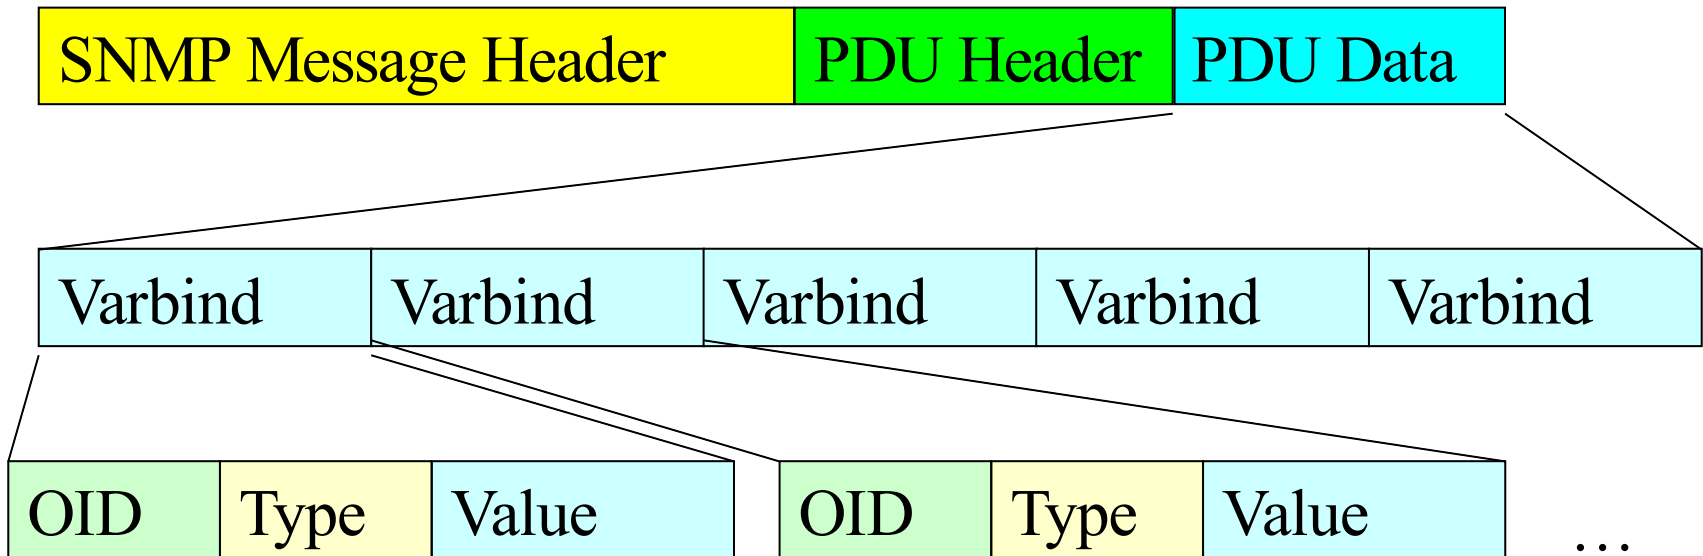 SNMP Message Header PDU Header PDU Data
Varbind Varbind Varbind Varbind Varbind
OID Type Value OID Type Value …